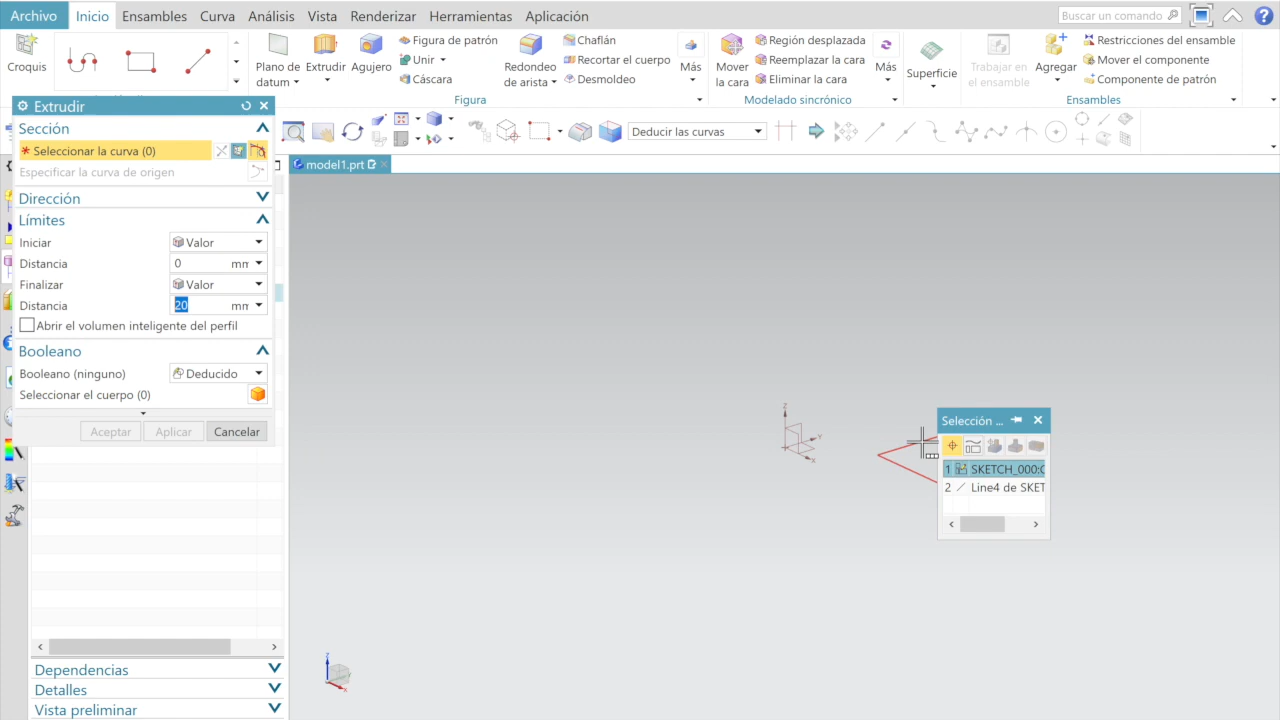 Archivo Inicio Ensambles Curva Análisis Vista Renderizar Herramientas Aplicación Buscar un comando
Croquis
Plano de datum
Extrudir
Agujero
Figura de patrón
Unir
Cáscara
Redondeo de arista
Chaflán
Recortar el cuerpo
Desmoldeo
Más
Mover la cara
Región desplazada
Reemplazar la cara
Eliminar la cara
Más
Superficie
Trabajar en el ensamble
Agregar
Restricciones del ensamble
Mover el componente
Componente de patrón
Figura
Modelado sincrónico
Ensambles
Extrudir
Sección
* Seleccionar la curva (0)
Especificar la curva de origen
Dirección
Límites
Iniciar Valor
Distancia 0 mm
Finalizar Valor
Distancia 20 mm
Abrir el volumen inteligente del perfil
Booleano
Booleano (ninguno) Deducido
Seleccionar el cuerpo (0)
Aceptar Aplicar Cancelar
Deducir las curvas
model1.prt
Z
Y
X
Selección ...
1 SKETCH_000:
2 Line4 de SKET
Z
X
Dependencias
Detalles
Vista preliminar